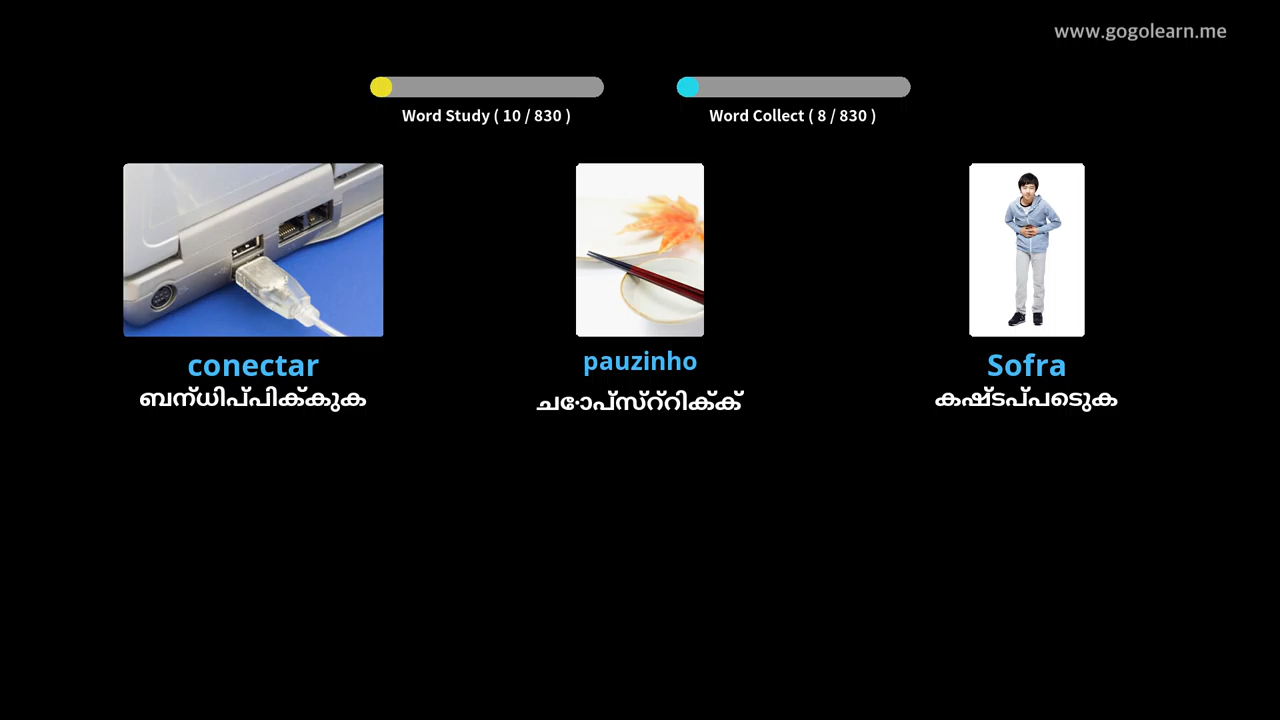 www.gogolearn.me
Word Study ( 10 / 830 )
Word Collect ( 8 / 830 )
conectar
ബന്ധിപ്പിക്കുക
pauzinho
ചോപ്സ്റ്റിക്ക്
Sofra
കഷ്ടപ്പെടുക